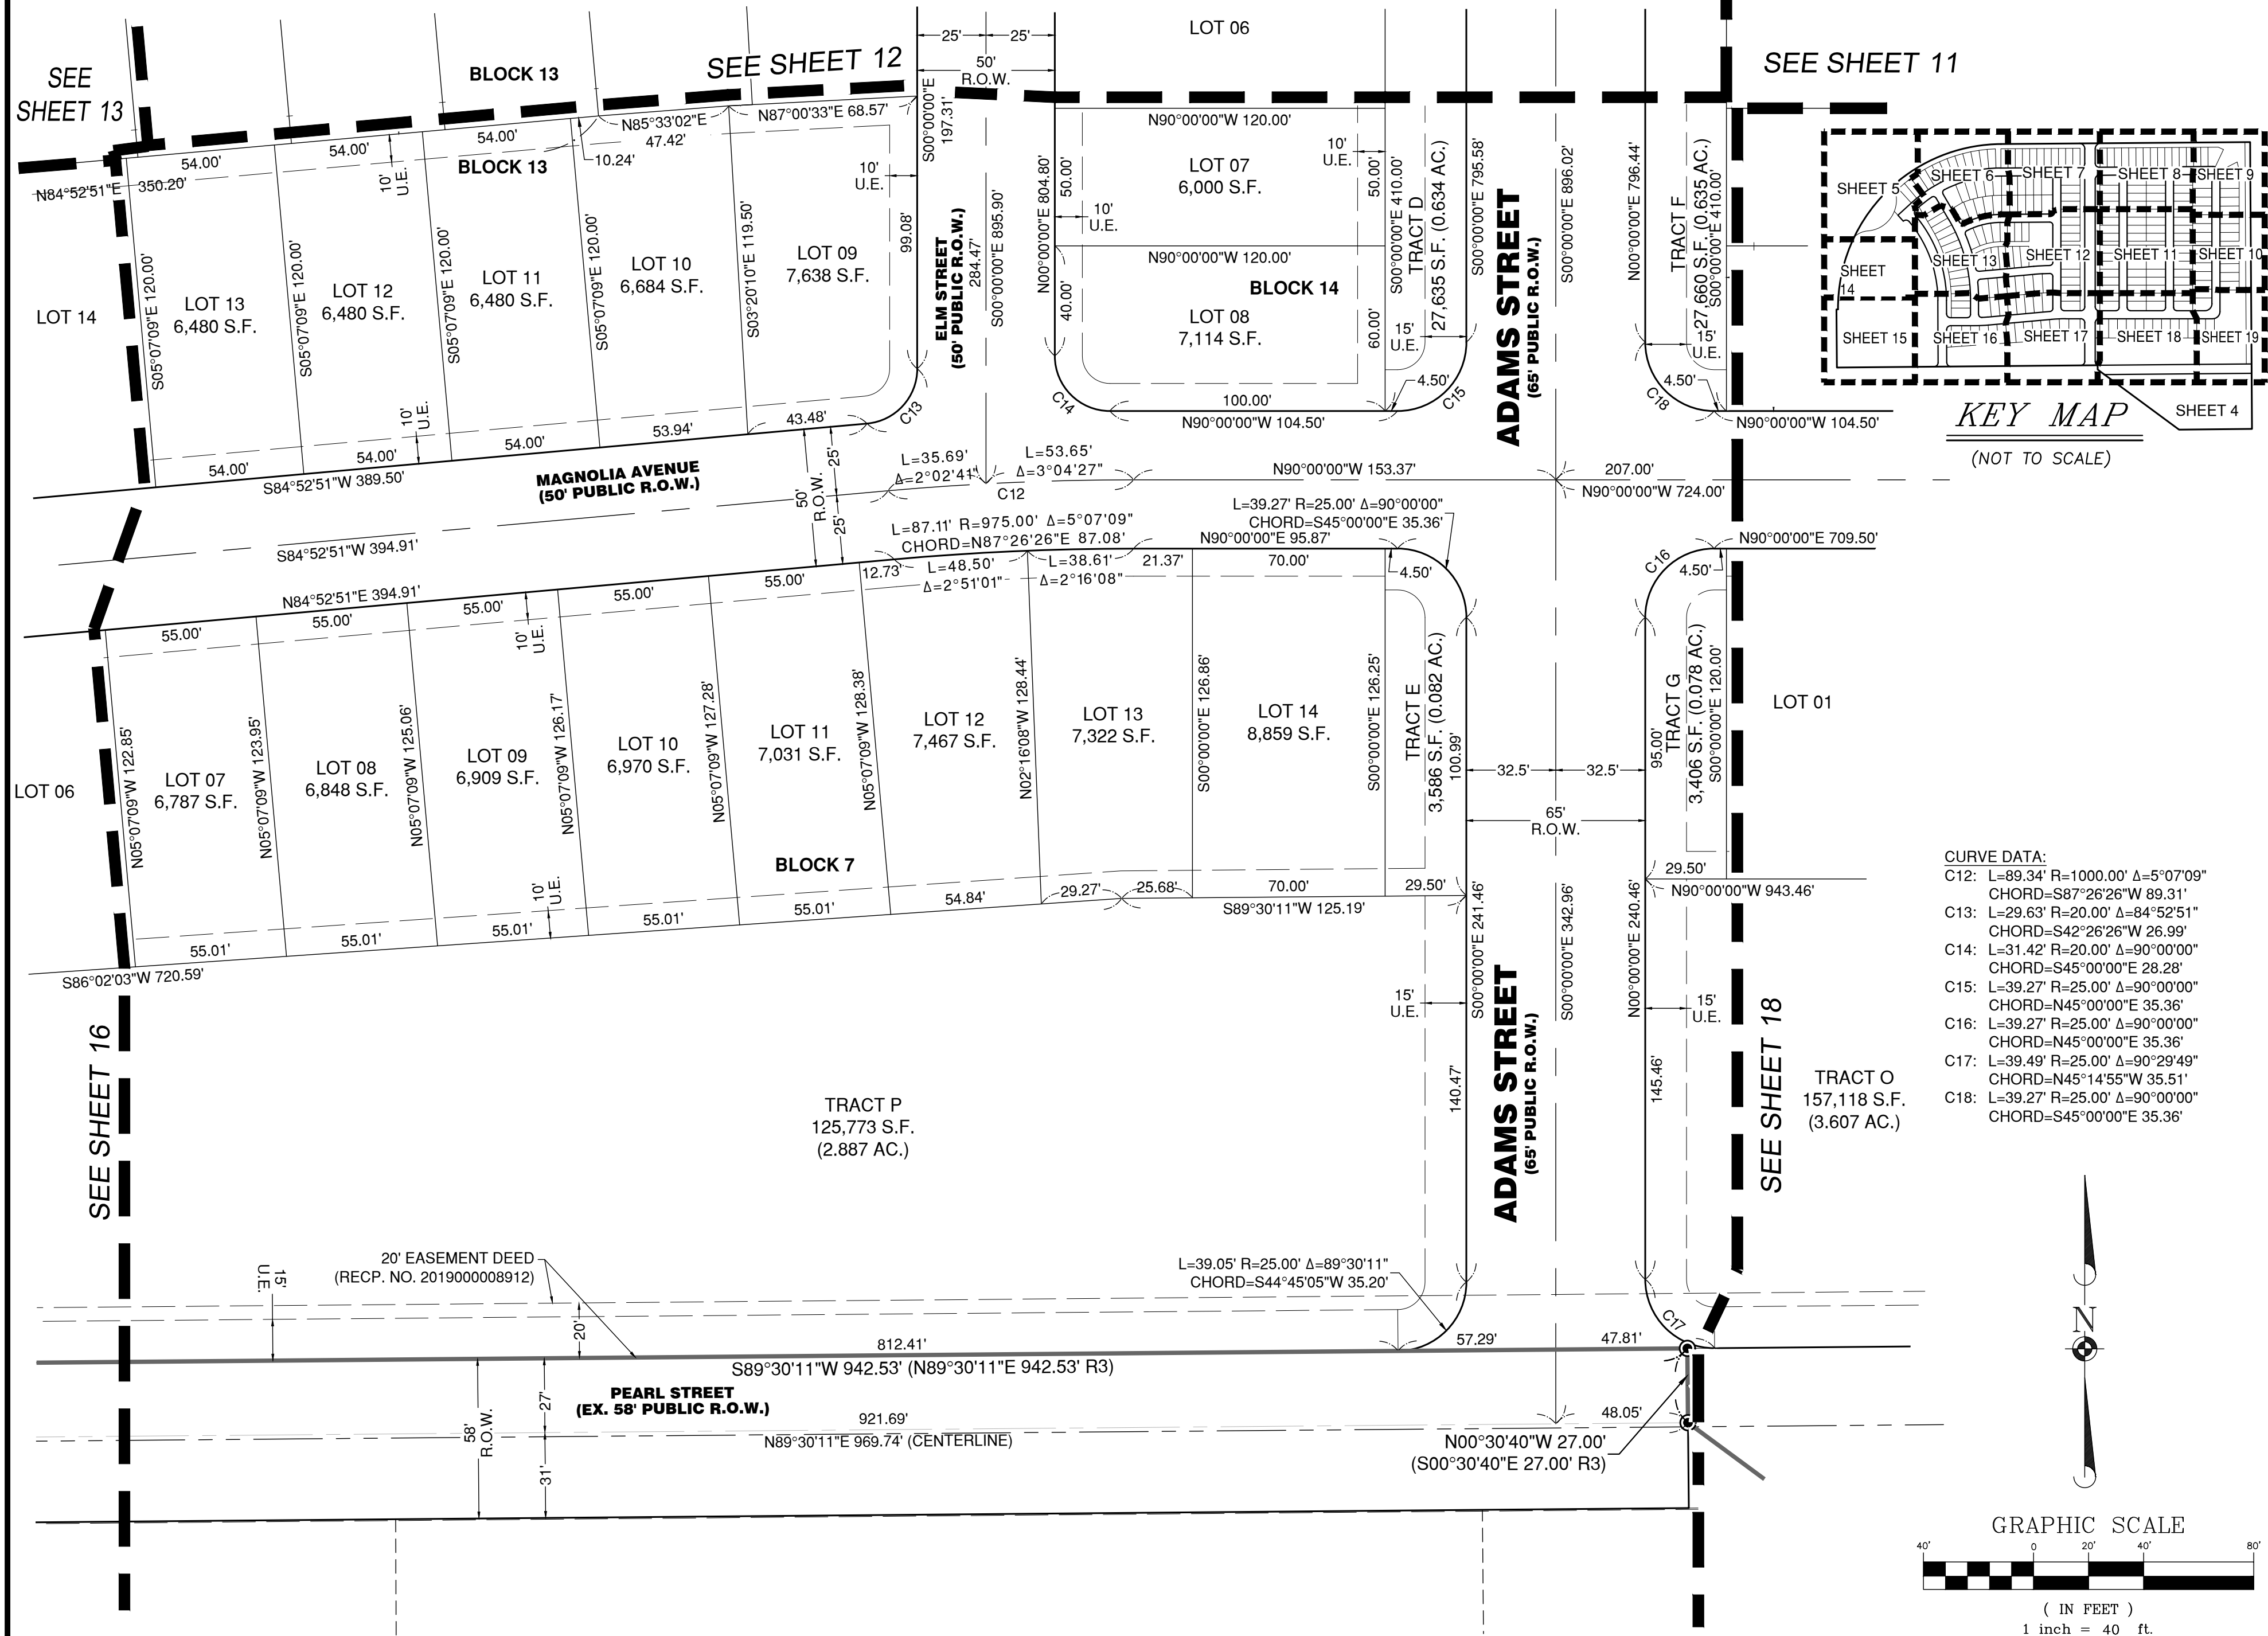 SEE
SHEET 13
BLOCK 13
SEE SHEET 12
25'
25'
50'
R.O.W.
LOT 06
SEE SHEET 11
54.00'
54.00'
54.00'
N85°33'02"E
47.42'
N87°00'33"E 68.57'
10.24'
BLOCK 13
N84°52'51"E 350.20'
10'
U.E.
10'
U.E.
S00°00'00"E
197.31'
LOT 14
S05°07'09"E 120.00'
LOT 13
6,480 S.F.
S05°07'09"E 120.00'
LOT 12
6,480 S.F.
S05°07'09"E 120.00'
LOT 11
6,480 S.F.
S05°07'09"E 120.00'
LOT 10
6,684 S.F.
S03°20'10"E 119.50'
LOT 09
7,638 S.F.
99.08'
ELM STREET
(50' PUBLIC R.O.W.)
284.47'
S00°00'00"E 895.90'
N00°00'00"E 804.80'
50.00'
40.00'
N90°00'00"W 120.00'
LOT 07
6,000 S.F.
10'
U.E.
10'
U.E.
50.00'
N90°00'00"W 120.00'
BLOCK 14
LOT 08
7,114 S.F.
60.00'
S00°00'00"E 410.00'
TRACT D
27,635 S.F. (0.634 AC.)
15'
U.E.
4.50'
S00°00'00"E 795.58'
ADAMS STREET
(65' PUBLIC R.O.W.)
S00°00'00"E 896.02'
N00°00'00"W 796.44'
TRACT F
27,660 S.F. (0.635 AC.)
S00°00'00"E 410.00'
15'
U.E.
4.50'
C13
C14
C15
C18
100.00'
N90°00'00"W 104.50'
N90°00'00"W 104.50'
SHEET 5
SHEET 6
SHEET 7
SHEET 8
SHEET 9
SHEET
14
SHEET 13
SHEET 12
SHEET 11
SHEET 10
SHEET 15
SHEET 16
SHEET 17
SHEET 18
SHEET 19
SHEET 4
KEY MAP
(NOT TO SCALE)
10'
U.E.
54.00'
54.00'
54.00'
53.94'
43.48'
S84°52'51"W 389.50'
MAGNOLIA AVENUE
(50' PUBLIC R.O.W.)
50'
R.O.W.
25'
25'
L=35.69'
Δ=2°02'41"
L=53.65'
Δ=3°04'27"
C12
N90°00'00"W 153.37'
207.00'
N90°00'00"W 724.00'
S84°52'51"W 394.91'
L=87.11' R=975.00' Δ=5°07'09"
CHORD=N87°26'26"E 87.08'
L=39.27' R=25.00' Δ=90°00'00"
CHORD=S45°00'00"E 35.36'
N90°00'00"E 95.87'
N90°00'00"E 709.50'
N84°52'51"E 394.91'
55.00'
55.00'
55.00'
55.00'
55.00'
12.73'
L=48.50'
Δ=2°51'01"
L=38.61'
Δ=2°16'08"
21.37'
70.00'
4.50'
C16
4.50'
10'
U.E.
LOT 06
N05°07'09"W 122.85'
LOT 07
6,787 S.F.
N05°07'09"W 123.95'
LOT 08
6,848 S.F.
N05°07'09"W 125.06'
LOT 09
6,909 S.F.
N05°07'09"W 126.17'
LOT 10
6,970 S.F.
N05°07'09"W 127.28'
LOT 11
7,031 S.F.
N05°07'09"W 128.38'
LOT 12
7,467 S.F.
N02°16'08"W 128.44'
LOT 13
7,322 S.F.
S00°00'00"E 126.86'
LOT 14
8,859 S.F.
S00°00'00"E 126.25'
TRACT E
3,586 S.F. (0.082 AC.)
100.99'
32.5'
32.5'
65'
R.O.W.
95.00'
TRACT G
3,406 S.F. (0.078 AC.)
S00°00'00"E 120.00'
LOT 01
BLOCK 7
10'
U.E.
55.01'
55.01'
55.01'
55.01'
55.01'
54.84'
29.27'
25.68'
70.00'
29.50'
S89°30'11"W 125.19'
29.50'
N90°00'00"W 943.46'
S86°02'03"W 720.59'
S00°00'00"E 241.46'
S00°00'00"E 342.96'
N00°00'00"E 240.46'
CURVE DATA:
C12: L=89.34' R=1000.00' Δ=5°07'09"
CHORD=S87°26'26"W 89.31'
C13: L=29.63' R=20.00' Δ=84°52'51"
CHORD=S42°26'26"W 26.99'
C14: L=31.42' R=20.00' Δ=90°00'00"
CHORD=S45°00'00"E 28.28'
C15: L=39.27' R=25.00' Δ=90°00'00"
CHORD=N45°00'00"E 35.36'
C16: L=39.27' R=25.00' Δ=90°00'00"
CHORD=N45°00'00"E 35.36'
C17: L=39.49' R=25.00' Δ=90°29'49"
CHORD=N45°14'55"W 35.51'
C18: L=39.27' R=25.00' Δ=90°00'00"
CHORD=S45°00'00"E 35.36'
SEE SHEET 16
TRACT P
125,773 S.F.
(2.887 AC.)
15'
U.E.
140.47'
ADAMS STREET
(65' PUBLIC R.O.W.)
145.46'
15'
U.E.
SEE SHEET 18
TRACT O
157,118 S.F.
(3.607 AC.)
15'
U.E.
20' EASEMENT DEED
(RECP. NO. 2019000008912)
20'
L=39.05' R=25.00' Δ=89°30'11"
CHORD=S44°45'05"W 35.20'
C17
812.41'
57.29'
47.81'
S89°30'11"W 942.53' (N89°30'11"E 942.53' R3)
PEARL STREET
(EX. 58' PUBLIC R.O.W.)
58'
R.O.W.
27'
31'
921.69'
48.05'
N89°30'11"E 969.74' (CENTERLINE)
N00°30'40"W 27.00'
(S00°30'40"E 27.00' R3)
N
GRAPHIC SCALE
40' 0 20' 40' 80'
( IN FEET )
1 inch = 40 ft.